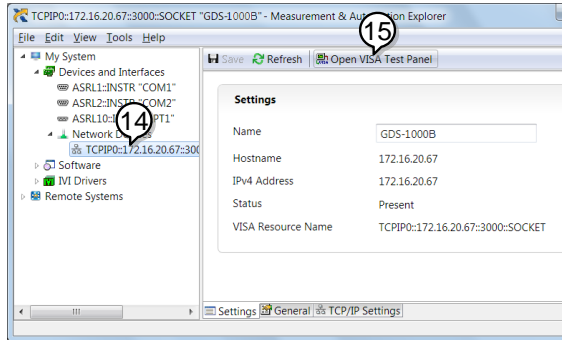 TCPIP0::172.16.20.67::3000::SOCKET "GDS-1000B" - Measurement & Explorer
File Edit View Tools Help
15
Save Refresh Open VISA Test Panel
My System
Devices and Interfaces
ASRL1::INSTR "COM1"
ASRL2::INSTR "COM2"
ASRL10::
14
Network
TCPIP0::172.16.20.67::300
Software
IVI Drivers
Remote Systems
Settings
Name GDS-1000B
Hostname 172.16.20.67
IPv4 Address 172.16.20.67
Status Present
VISA Resource Name TCPIP0::172.16.20.67::3000::SOCKET
Settings General TCP/IP Settings